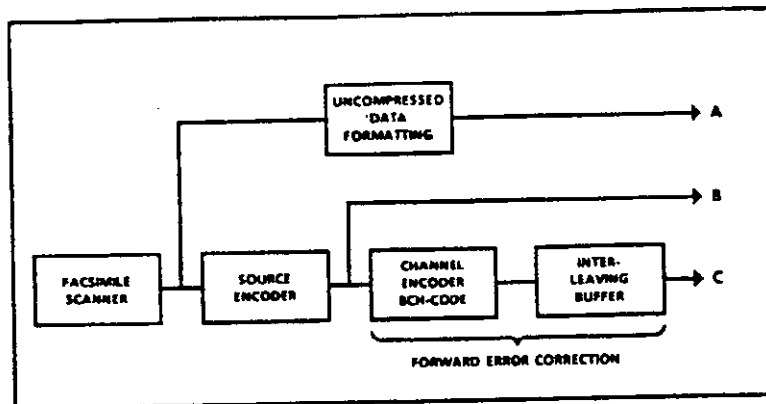 UNCOMPRESSED
'DATA
FORMATTING
A
B
FACSIMILE
SCANNER
SOURCE
ENCODER
CHANNEL
ENCODER
BCH-CODE
INTER-
LEAVING
BUFFER
C
FORWARD ERROR CORRECTION